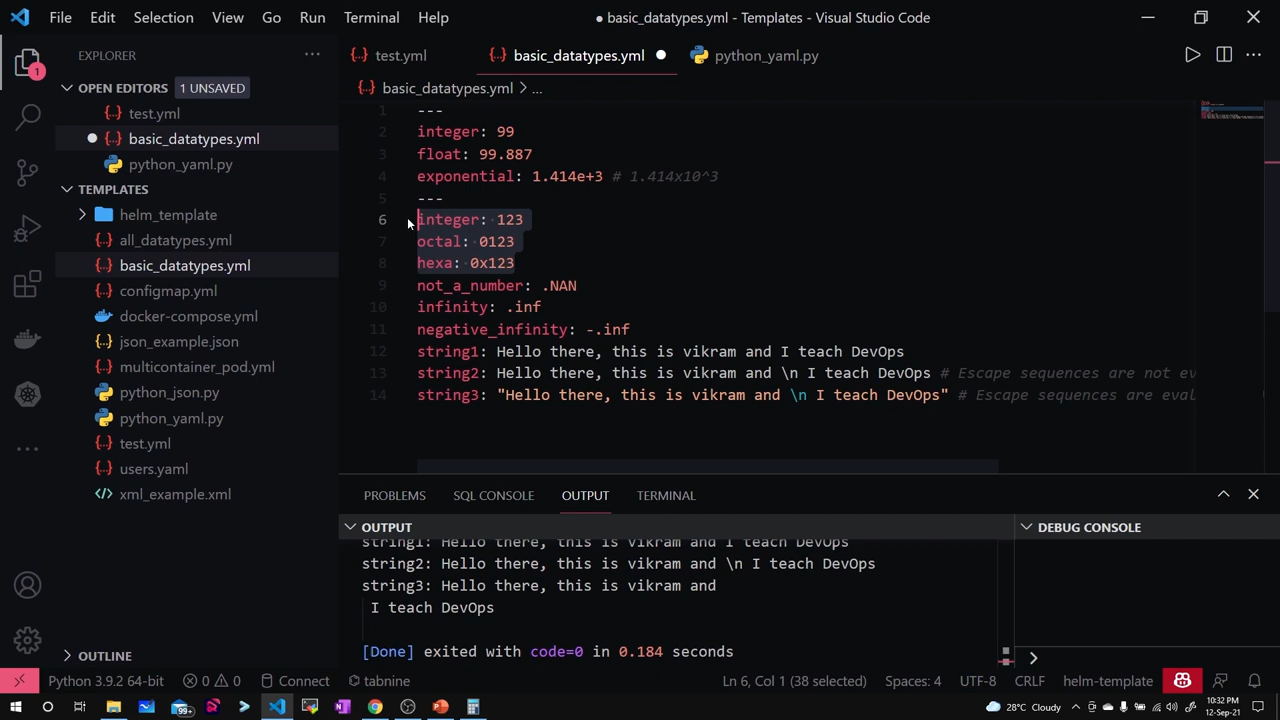 File Edit Selection View Go Run Terminal Help
● basic_datatypes.yml - Templates - Visual Studio Code
EXPLORER
OPEN EDITORS 1 UNSAVED
test.yml
basic_datatypes.yml
python_yaml.py
TEMPLATES
helm_template
all_datatypes.yml
basic_datatypes.yml
configmap.yml
docker-compose.yml
json_example.json
multicontainer_pod.yml
python_json.py
python_yaml.py
test.yml
users.yaml
xml_example.xml
OUTLINE
1
test.yml basic_datatypes.yml python_yaml.py
basic_datatypes.yml > ...
1 ---
2 integer: 99
3 float: 99.887
4 exponential: 1.414e+3 # 1.414x10^3
5 ---
6 integer: 123
7 octal: 0123
8 hexa: 0x123
9 not_a_number: .NAN
10 infinity: .inf
11 negative_infinity: -.inf
12 string1: Hello there, this is vikram and I teach DevOps
13 string2: Hello there, this is vikram and \n I teach DevOps # Escape sequences are not ev
14 string3: "Hello there, this is vikram and \n I teach DevOps" # Escape sequences are eval
PROBLEMS SQL CONSOLE OUTPUT TERMINAL
OUTPUT
string1: Hello there, this is vikram and I teach DevOps
string2: Hello there, this is vikram and \n I teach DevOps
string3: Hello there, this is vikram and
I teach DevOps
[Done] exited with code=0 in 0.184 seconds
DEBUG CONSOLE
Python 3.9.2 64-bit 0 0 Connect tabnine Ln 6, Col 1 (38 selected) Spaces: 4 UTF-8 CRLF helm-template
99+ 28°C Cloudy 10:32 PM
12-Sep-21